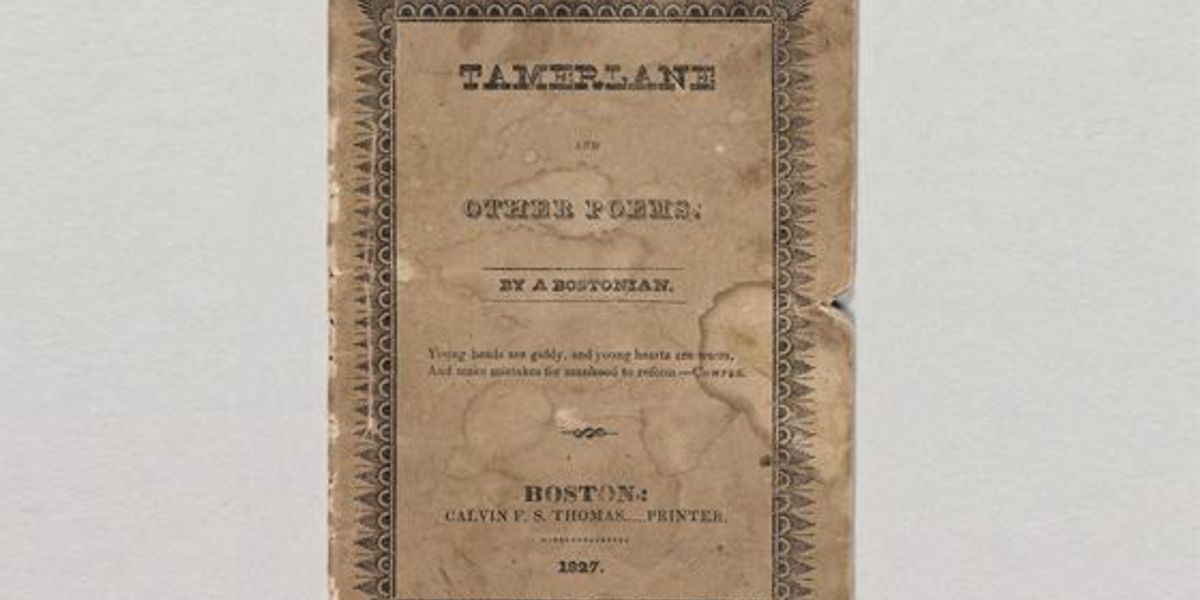 TAMERLANE
AND
OTHER POEMS.
BY A BOSTONIAN.
Young heads are giddy, and young hearts are warm,
And make mistakes for manhood to reform.—COWPER.
BOSTON:
CALVIN F. S. THOMAS.....PRINTER.
1827.